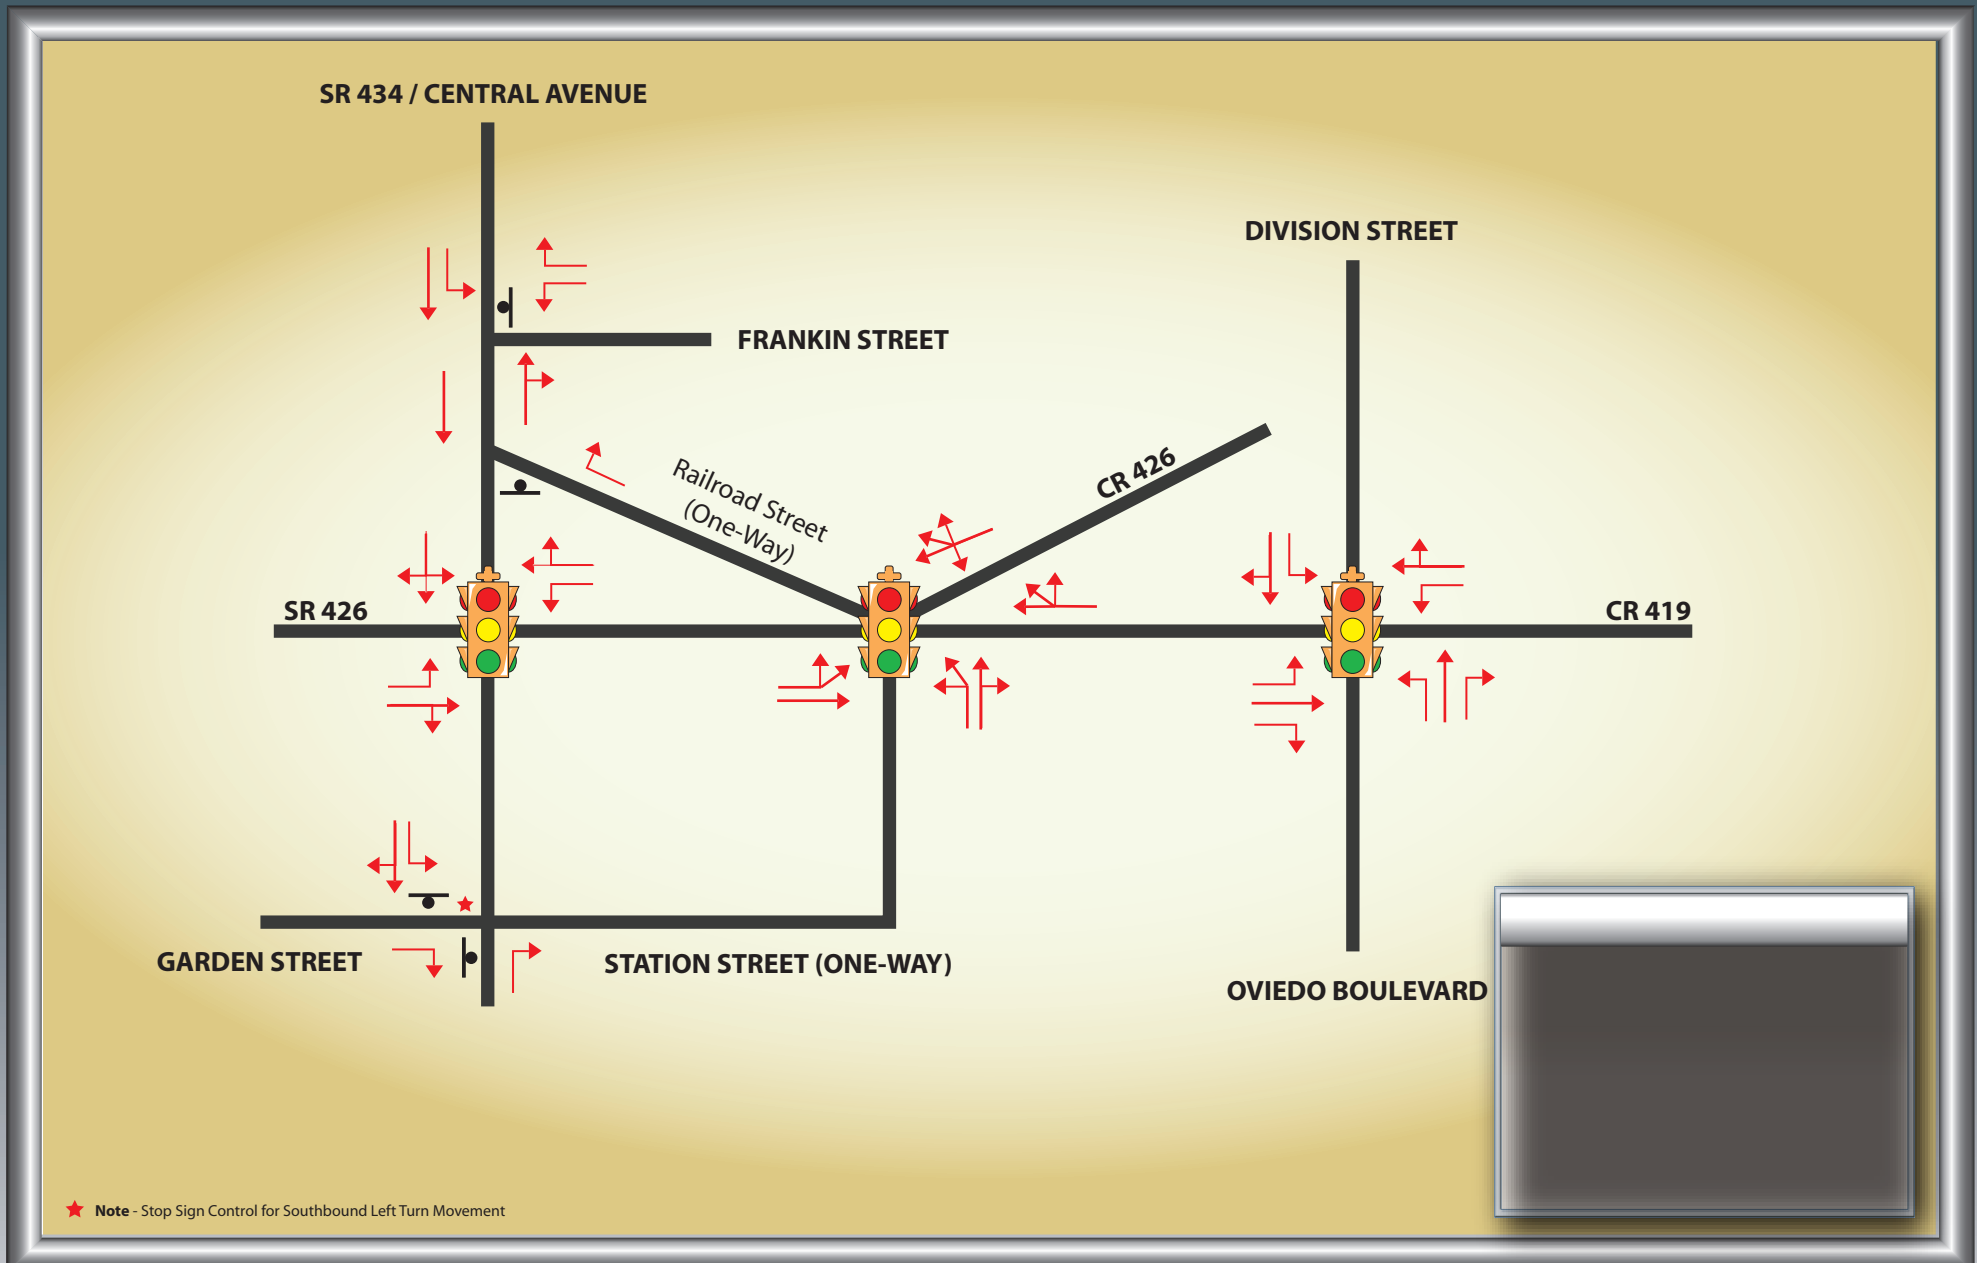 SR 434 / CENTRAL AVENUE
DIVISION STREET
FRANKIN STREET
CR 426
Railroad Street
(One-Way)
SR 426
CR 419
GARDEN STREET
STATION STREET (ONE-WAY)
OVIEDO BOULEVARD
Note - Stop Sign Control for Southbound Left Turn Movement